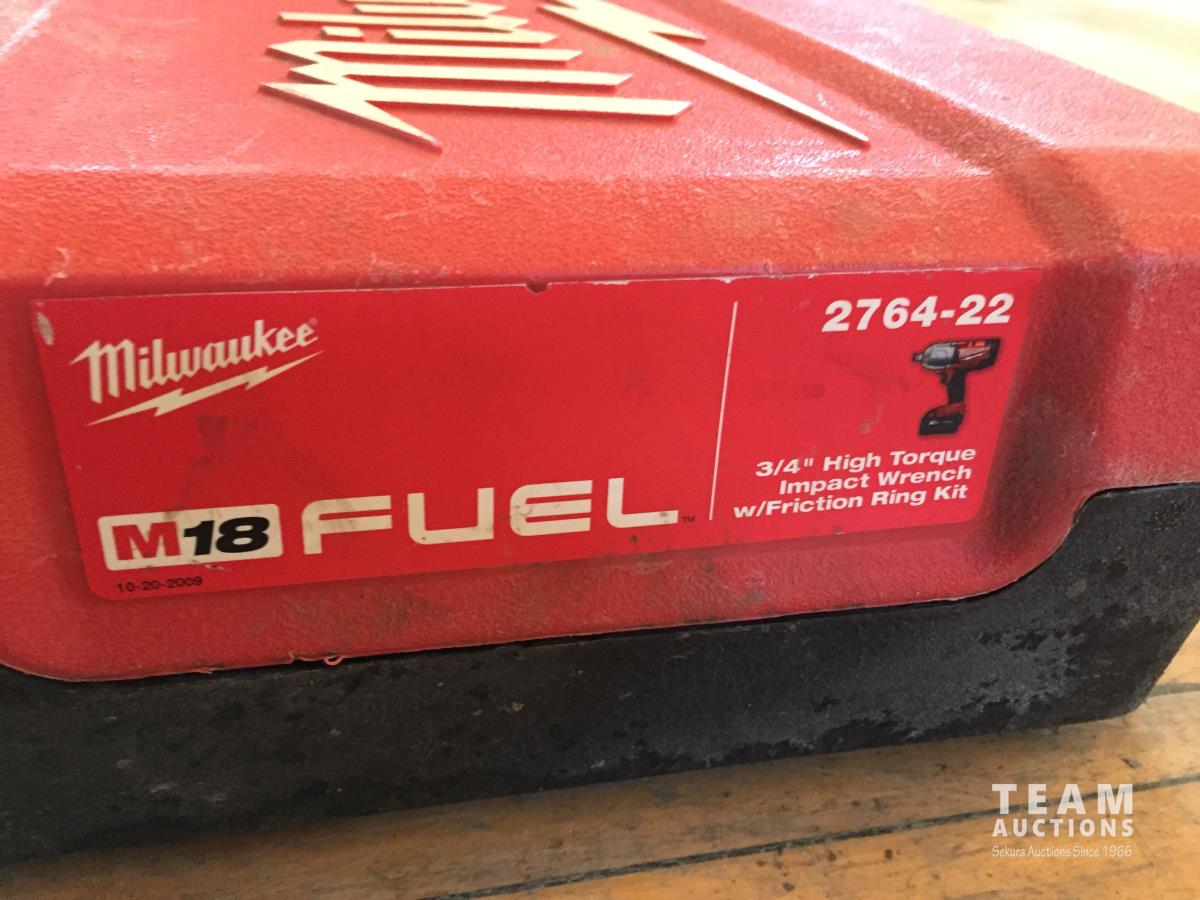 Milwaukee
2764-22
3/4" High Torque
Impact Wrench
w/Friction Ring Kit
M18 FUEL™
10-20-2009
TEAM
AUCTIONS
Sekura Auctions Since 1966